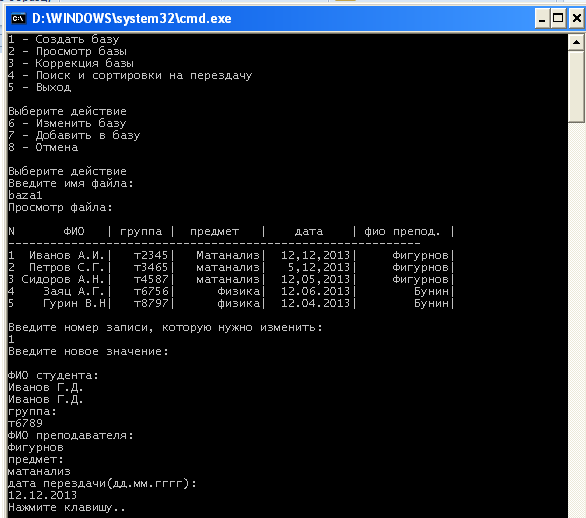 D:\WINDOWS\system32\cmd.exe
1 - Создать базу
2 - Просмотр базы
3 - Коррекция базы
4 - Поиск и сортировки на перездачу
5 - Выход
Выберите действие
6 - Изменить базу
7 - Добавить в базу
8 - Отмена
Выберите действие
Введите имя файла:
baza1
Просмотр файла:
N ФИО | группа | предмет | дата | фио препод. |
------------------------------------------------------------
1 Иванов А.И.| т2345| Матанализ| 12,12,2013| Фигурнов|
2 Петров С.Г.| т3465| матанализ| 5,12,2013| Фигурнов|
3 Сидоров А.Н.| т4587| матанализ| 12,05,2013| Фигурнов|
4 Заяц А.Г.| т6756| физика| 12.06.2013| Бунин|
5 Гурин В.Н| т8797| физика| 12.04.2013| Бунин|
Введите номер записи, которую нужно изменить:
1
Введите новое значение:
ФИО студента:
Иванов Г.Д.
Иванов Г.Д.
группа:
т6789
ФИО преподавателя:
Фигурнов
предмет:
матанализ
дата перездачи(дд.мм.гггг):
12.12.2013
Нажмите клавишу..